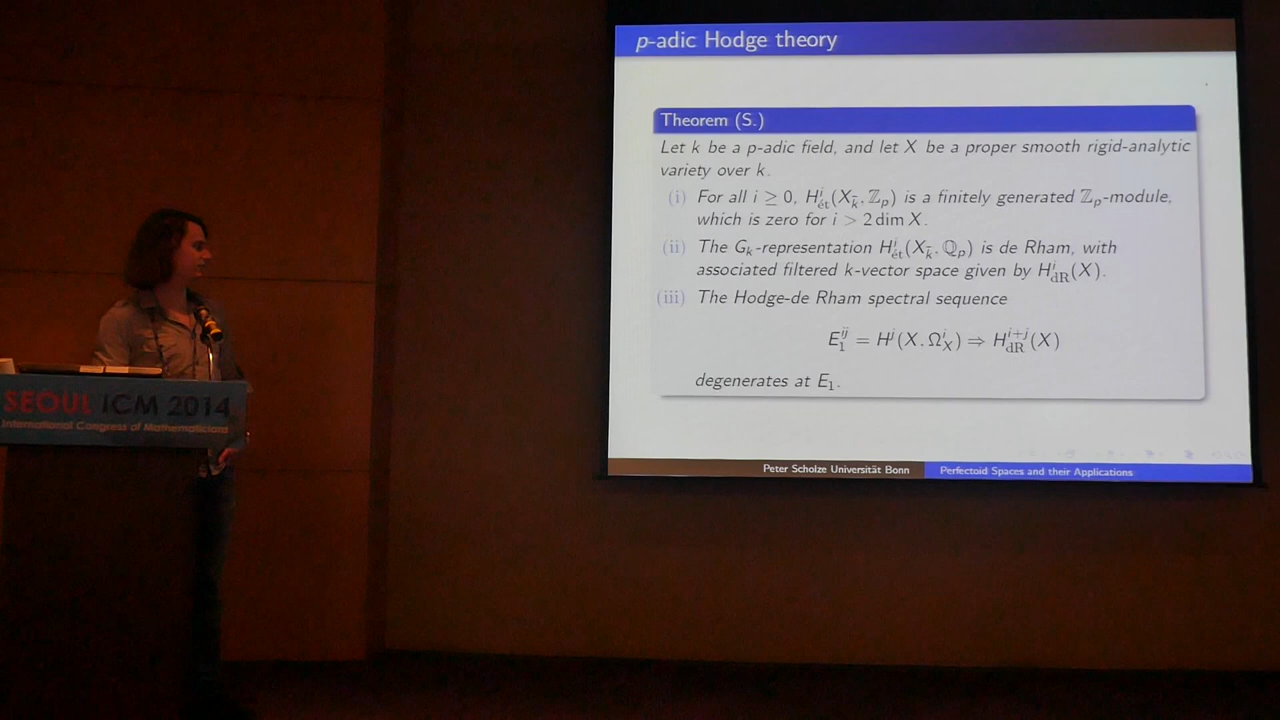 p-adic Hodge theory
Theorem (S.)
Let k be a p-adic field, and let X be a proper smooth rigid-analytic
variety over k.
(i) For all i ≥ 0, H^i_ét(X_k̄, ℤ_p) is a finitely generated ℤ_p-module,
which is zero for i > 2 dim X.
(ii) The G_k-representation H^i_ét(X_k̄, ℚ_p) is de Rham, with
associated filtered k-vector space given by H^i_dR(X).
(iii) The Hodge-de Rham spectral sequence
E_1^{ij} = H^j(X, Ω^i_X) ⇒ H^{i+j}_dR(X)
degenerates at E_1.
Peter Scholze Universität Bonn
Perfectoid Spaces and their Applications
SEOUL ICM 2014
International Congress of Mathematicians